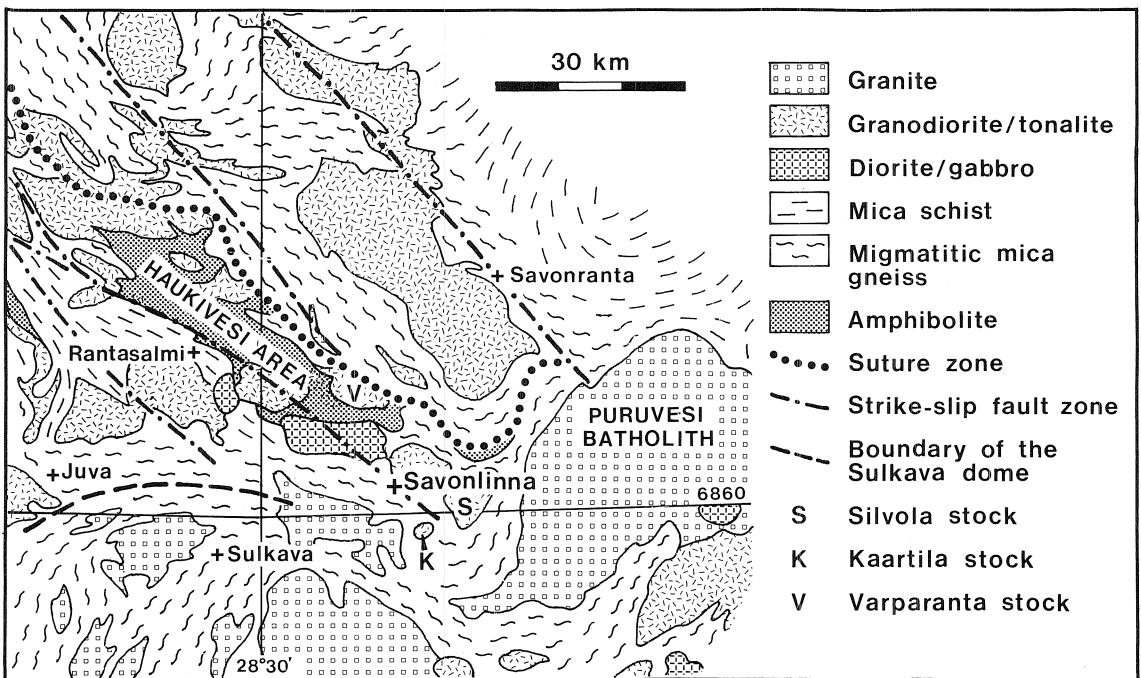 30 km
Savonranta
HAUKIVESI AREA
Rantasalmi
V
PURUVESI
BATHOLITH
Juva
Savonlinna
S
6860
Sulkava
K
28°30'
Granite
Granodiorite/tonalite
Diorite/gabbro
Mica schist
Migmatitic mica
gneiss
Amphibolite
Suture zone
Strike-slip fault zone
Boundary of the
Sulkava dome
S Silvola stock
K Kaartila stock
V Varparanta stock